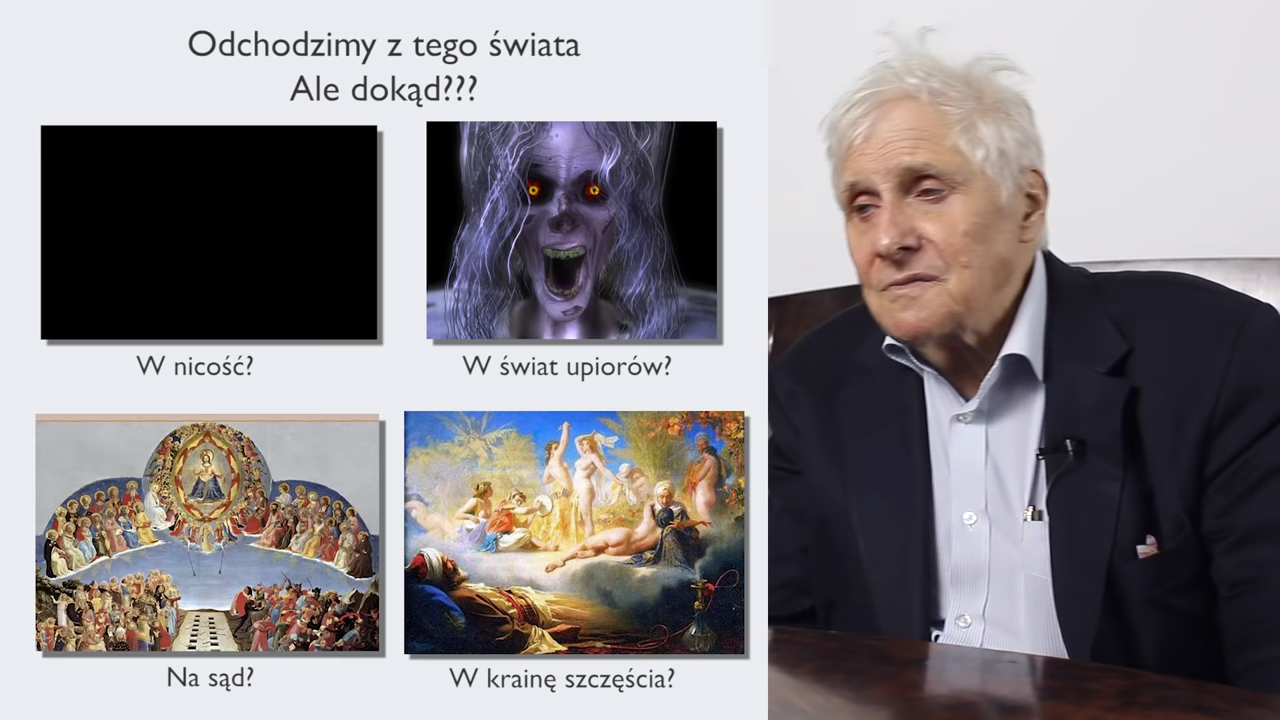 Odchodzimy z tego świata
Ale dokąd???
W nicość?
W świat upiorów?
Na sąd?
W krainę szczęścia?